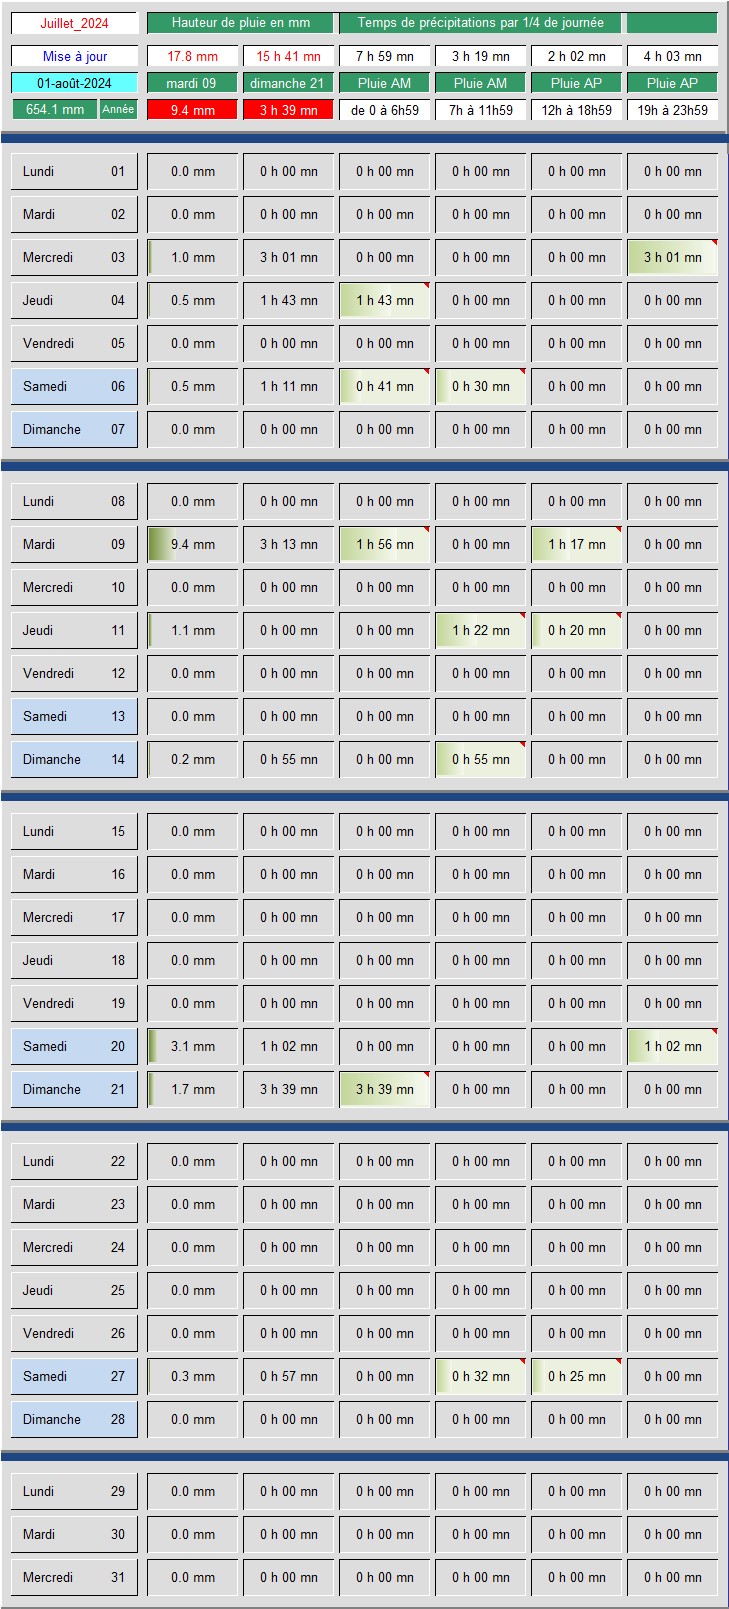 Juillet_2024 Hauteur de pluie en mm Temps de précipitations par 1/4 de journée
Mise à jour 17.8 mm 15 h 41 mn 7 h 59 mn 3 h 19 mn 2 h 02 mn 4 h 03 mn
01-août-2024 mardi 09 dimanche 21 Pluie AM Pluie AM Pluie AP Pluie AP
654.1 mm Année 9.4 mm 3 h 39 mn de 0 à 6h59 7h à 11h59 12h à 18h59 19h à 23h59
Lundi 01 0.0 mm 0 h 00 mn 0 h 00 mn 0 h 00 mn 0 h 00 mn 0 h 00 mn
Mardi 02 0.0 mm 0 h 00 mn 0 h 00 mn 0 h 00 mn 0 h 00 mn 0 h 00 mn
Mercredi 03 1.0 mm 3 h 01 mn 0 h 00 mn 0 h 00 mn 0 h 00 mn 3 h 01 mn
Jeudi 04 0.5 mm 1 h 43 mn 1 h 43 mn 0 h 00 mn 0 h 00 mn 0 h 00 mn
Vendredi 05 0.0 mm 0 h 00 mn 0 h 00 mn 0 h 00 mn 0 h 00 mn 0 h 00 mn
Samedi 06 0.5 mm 1 h 11 mn 0 h 41 mn 0 h 30 mn 0 h 00 mn 0 h 00 mn
Dimanche 07 0.0 mm 0 h 00 mn 0 h 00 mn 0 h 00 mn 0 h 00 mn 0 h 00 mn
Lundi 08 0.0 mm 0 h 00 mn 0 h 00 mn 0 h 00 mn 0 h 00 mn 0 h 00 mn
Mardi 09 9.4 mm 3 h 13 mn 1 h 56 mn 0 h 00 mn 1 h 17 mn 0 h 00 mn
Mercredi 10 0.0 mm 0 h 00 mn 0 h 00 mn 0 h 00 mn 0 h 00 mn 0 h 00 mn
Jeudi 11 1.1 mm 0 h 00 mn 0 h 00 mn 1 h 22 mn 0 h 20 mn 0 h 00 mn
Vendredi 12 0.0 mm 0 h 00 mn 0 h 00 mn 0 h 00 mn 0 h 00 mn 0 h 00 mn
Samedi 13 0.0 mm 0 h 00 mn 0 h 00 mn 0 h 00 mn 0 h 00 mn 0 h 00 mn
Dimanche 14 0.2 mm 0 h 55 mn 0 h 00 mn 0 h 55 mn 0 h 00 mn 0 h 00 mn
Lundi 15 0.0 mm 0 h 00 mn 0 h 00 mn 0 h 00 mn 0 h 00 mn 0 h 00 mn
Mardi 16 0.0 mm 0 h 00 mn 0 h 00 mn 0 h 00 mn 0 h 00 mn 0 h 00 mn
Mercredi 17 0.0 mm 0 h 00 mn 0 h 00 mn 0 h 00 mn 0 h 00 mn 0 h 00 mn
Jeudi 18 0.0 mm 0 h 00 mn 0 h 00 mn 0 h 00 mn 0 h 00 mn 0 h 00 mn
Vendredi 19 0.0 mm 0 h 00 mn 0 h 00 mn 0 h 00 mn 0 h 00 mn 0 h 00 mn
Samedi 20 3.1 mm 1 h 02 mn 0 h 00 mn 0 h 00 mn 0 h 00 mn 1 h 02 mn
Dimanche 21 1.7 mm 3 h 39 mn 3 h 39 mn 0 h 00 mn 0 h 00 mn 0 h 00 mn
Lundi 22 0.0 mm 0 h 00 mn 0 h 00 mn 0 h 00 mn 0 h 00 mn 0 h 00 mn
Mardi 23 0.0 mm 0 h 00 mn 0 h 00 mn 0 h 00 mn 0 h 00 mn 0 h 00 mn
Mercredi 24 0.0 mm 0 h 00 mn 0 h 00 mn 0 h 00 mn 0 h 00 mn 0 h 00 mn
Jeudi 25 0.0 mm 0 h 00 mn 0 h 00 mn 0 h 00 mn 0 h 00 mn 0 h 00 mn
Vendredi 26 0.0 mm 0 h 00 mn 0 h 00 mn 0 h 00 mn 0 h 00 mn 0 h 00 mn
Samedi 27 0.3 mm 0 h 57 mn 0 h 00 mn 0 h 32 mn 0 h 25 mn 0 h 00 mn
Dimanche 28 0.0 mm 0 h 00 mn 0 h 00 mn 0 h 00 mn 0 h 00 mn 0 h 00 mn
Lundi 29 0.0 mm 0 h 00 mn 0 h 00 mn 0 h 00 mn 0 h 00 mn 0 h 00 mn
Mardi 30 0.0 mm 0 h 00 mn 0 h 00 mn 0 h 00 mn 0 h 00 mn 0 h 00 mn
Mercredi 31 0.0 mm 0 h 00 mn 0 h 00 mn 0 h 00 mn 0 h 00 mn 0 h 00 mn